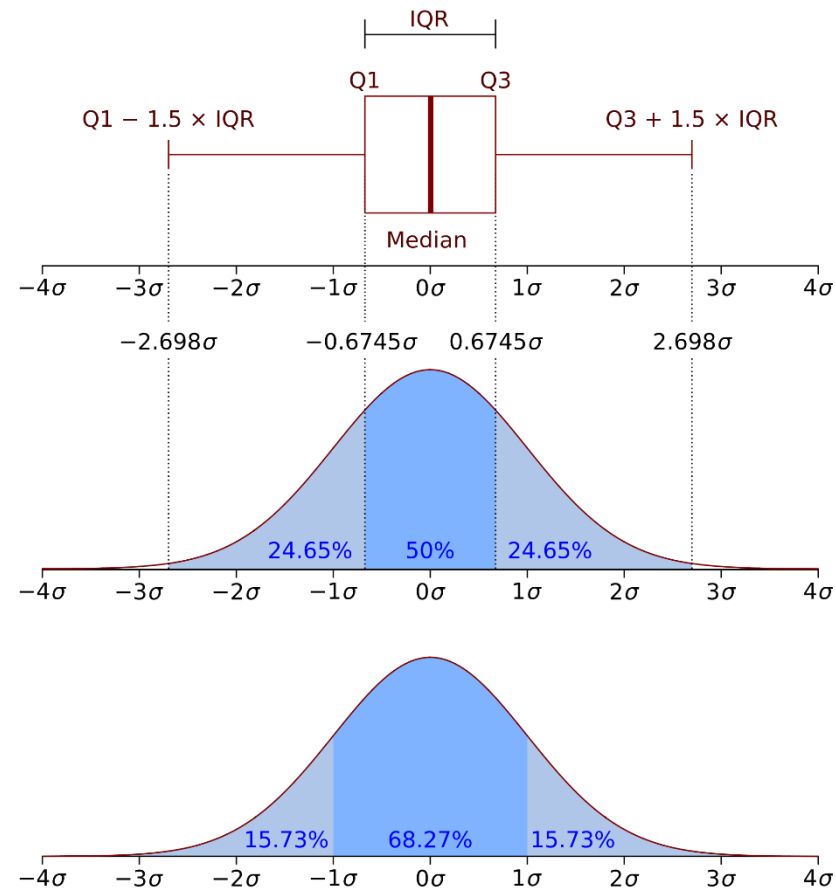 IQR
Q1 Q3
Q1 − 1.5 × IQR Q3 + 1.5 × IQR
Median
−4σ −3σ −2σ −1σ 0σ 1σ 2σ 3σ 4σ
−2.698σ −0.6745σ 0.6745σ 2.698σ
24.65% 50% 24.65%
−4σ −3σ −2σ −1σ 0σ 1σ 2σ 3σ 4σ
15.73% 68.27% 15.73%
−4σ −3σ −2σ −1σ 0σ 1σ 2σ 3σ 4σ